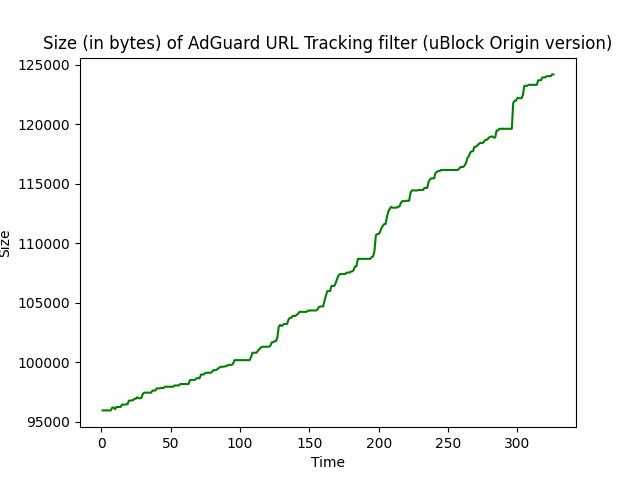 Size (in bytes) of AdGuard URL Tracking filter (uBlock Origin version)
125000
120000
115000
110000
105000
100000
95000
Size
0 50 100 150 200 250 300
Time